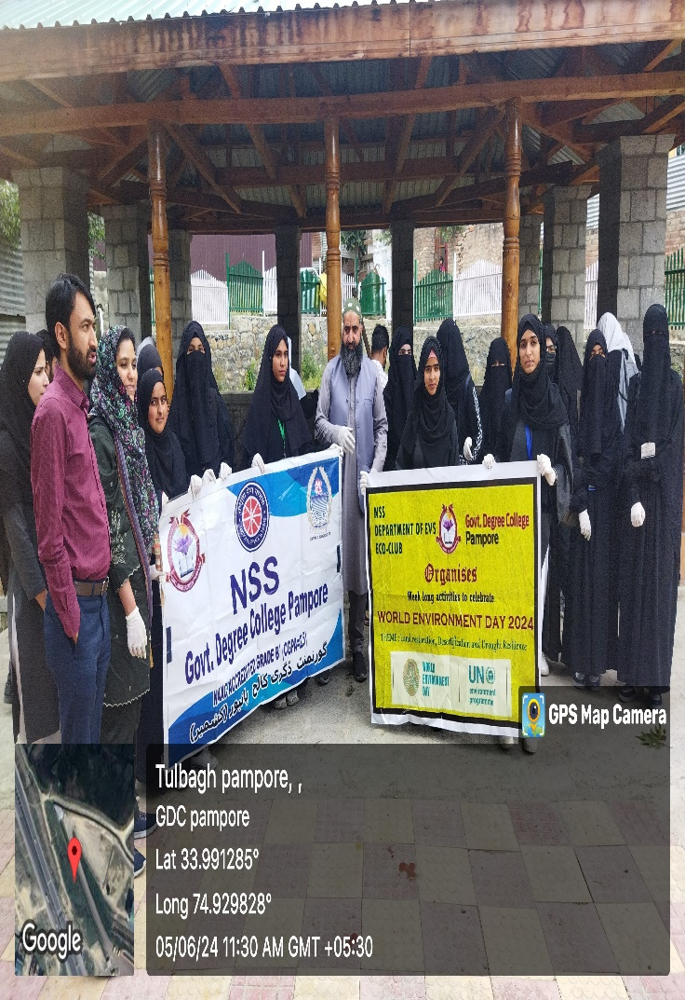 NSS
Govt. Degree College Pampore
NAAC ACCREDITED GRADE B
گورنمنٹ ڈگری کالج پانپور (کشمیر)
NSS
DEPARTMENT OF EVS
ECO-CLUB
Govt. Degree College
Pampore
Organises
Week long activities to celebrate
WORLD ENVIRONMENT DAY 2024
THEME: Land restoration, Desertification and Drought Resilience
WORLD
ENVIRONMENT
DAY
UN
environment
programme
GPS Map Camera
Tulbagh pampore, ,
GDC pampore
Lat 33.991285°
Long 74.929828°
05/06/24 11:30 AM GMT +05:30
Google